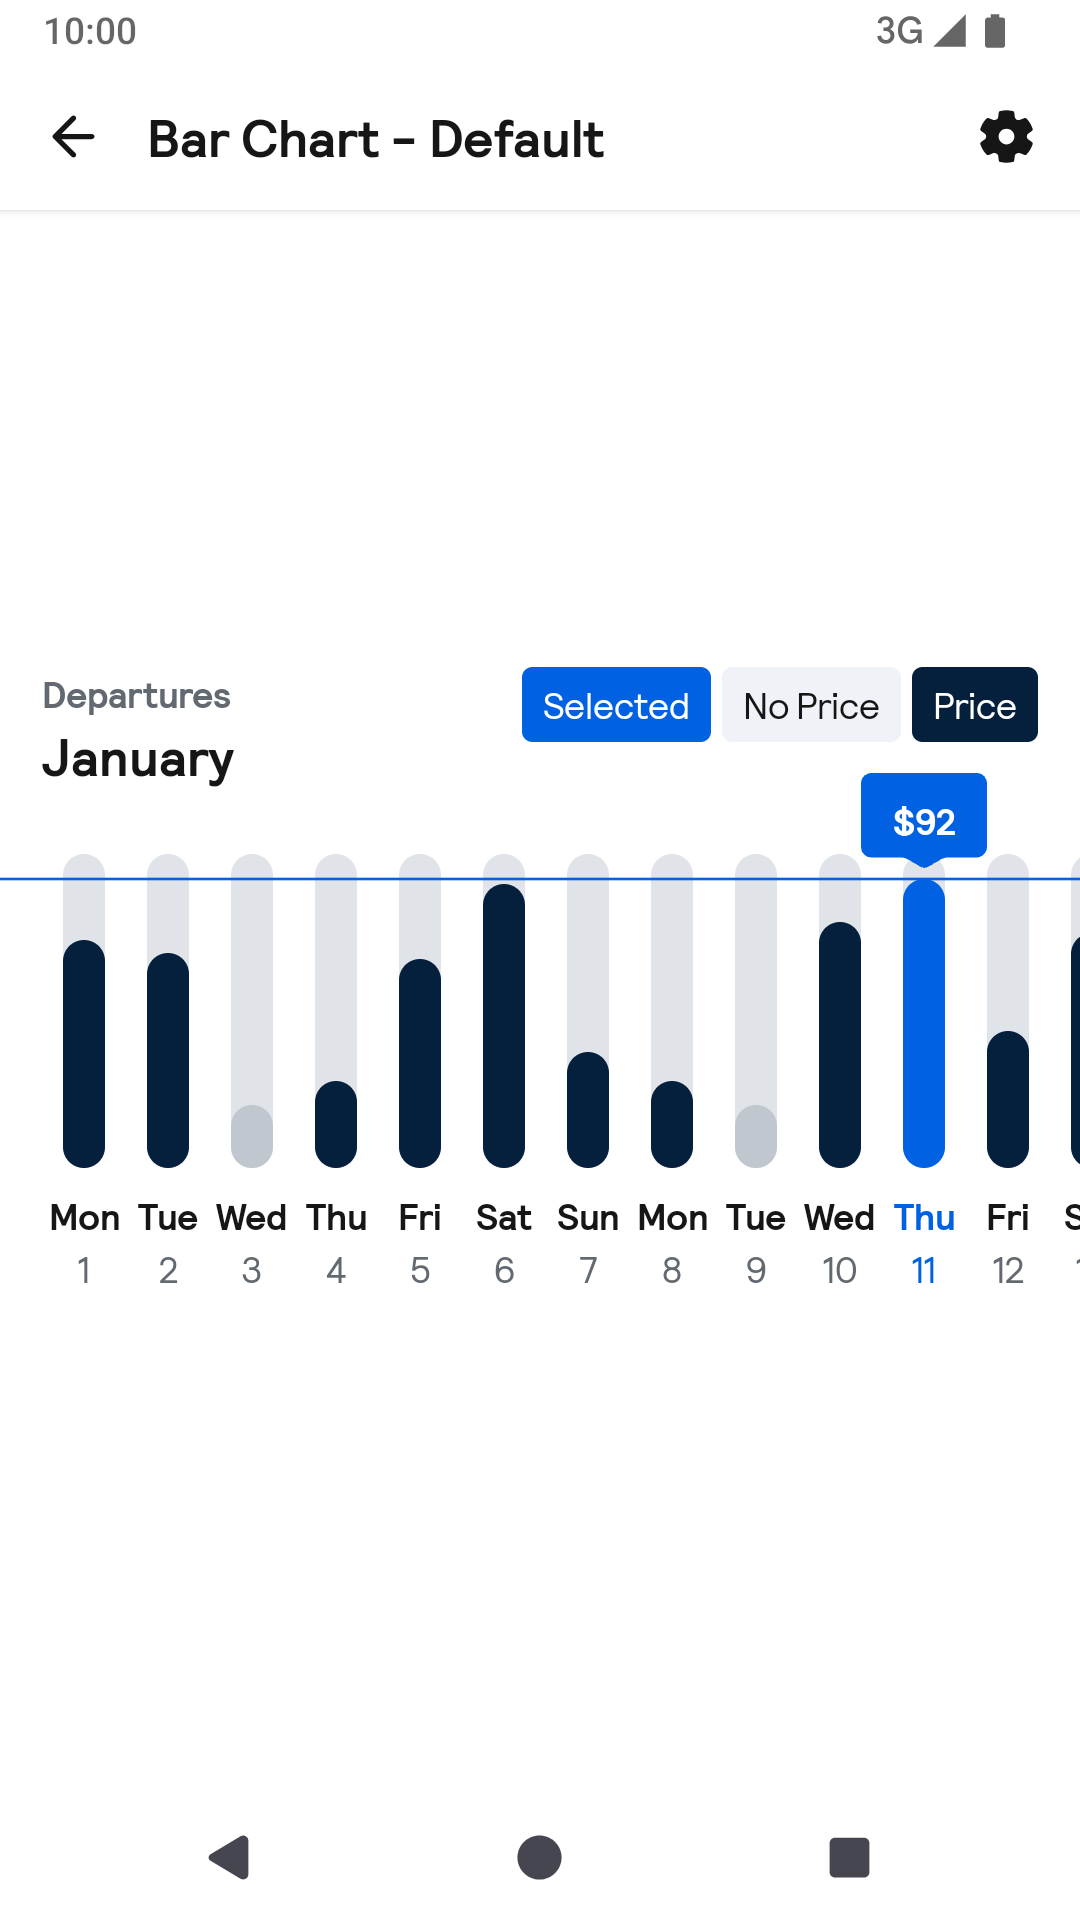 10:00 3G
Bar Chart - Default
Departures
January
Selected No Price Price
$92
Mon Tue Wed Thu Fri Sat Sun Mon Tue Wed Thu Fri
1 2 3 4 5 6 7 8 9 10 11 12